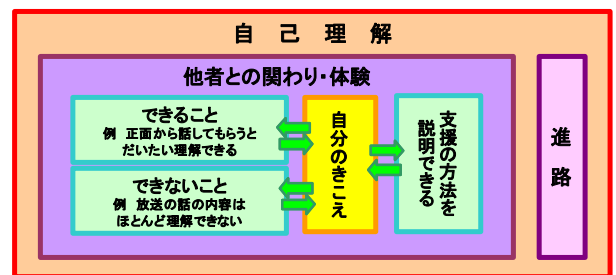 自己理解
他者との関わり・体験
できること
例 正面から話してもらうと
だいたい理解できる
できないこと
例 放送の話の内容は
ほとんど理解できない
自分のきこえ
支援の方法を
説明できる
進路